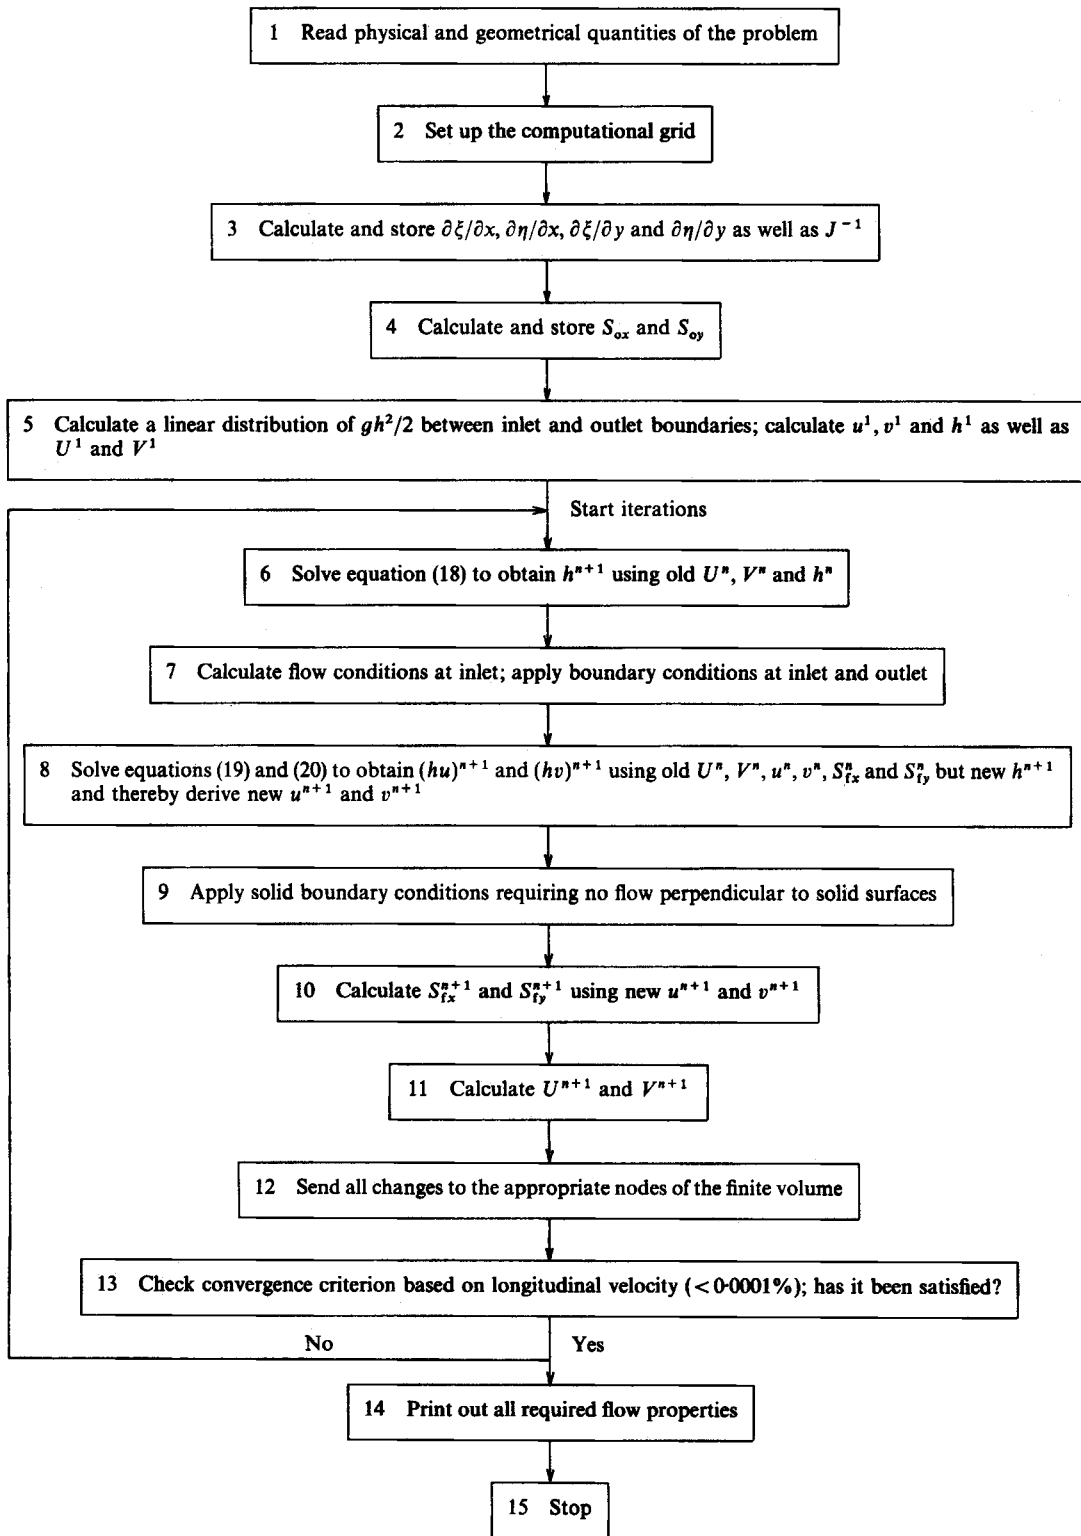 1 Read physical and geometrical quantities of the problem
2 Set up the computational grid
3 Calculate and store ∂ξ/∂x, ∂η/∂x, ∂ξ/∂y and ∂η/∂y as well as J⁻¹
4 Calculate and store S_ox and S_oy
5 Calculate a linear distribution of gh²/2 between inlet and outlet boundaries; calculate u¹, v¹ and h¹ as well as
U¹ and V¹
Start iterations
6 Solve equation (18) to obtain hⁿ⁺¹ using old Uⁿ, Vⁿ and hⁿ
7 Calculate flow conditions at inlet; apply boundary conditions at inlet and outlet
8 Solve equations (19) and (20) to obtain (hu)ⁿ⁺¹ and (hv)ⁿ⁺¹ using old Uⁿ, Vⁿ, uⁿ, vⁿ, Sⁿ_fx and Sⁿ_fy but new hⁿ⁺¹
and thereby derive new uⁿ⁺¹ and vⁿ⁺¹
9 Apply solid boundary conditions requiring no flow perpendicular to solid surfaces
10 Calculate Sⁿ⁺¹_fx and Sⁿ⁺¹_fy using new uⁿ⁺¹ and vⁿ⁺¹
11 Calculate Uⁿ⁺¹ and Vⁿ⁺¹
12 Send all changes to the appropriate nodes of the finite volume
13 Check convergence criterion based on longitudinal velocity (<0·0001%); has it been satisfied?
No
Yes
14 Print out all required flow properties
15 Stop